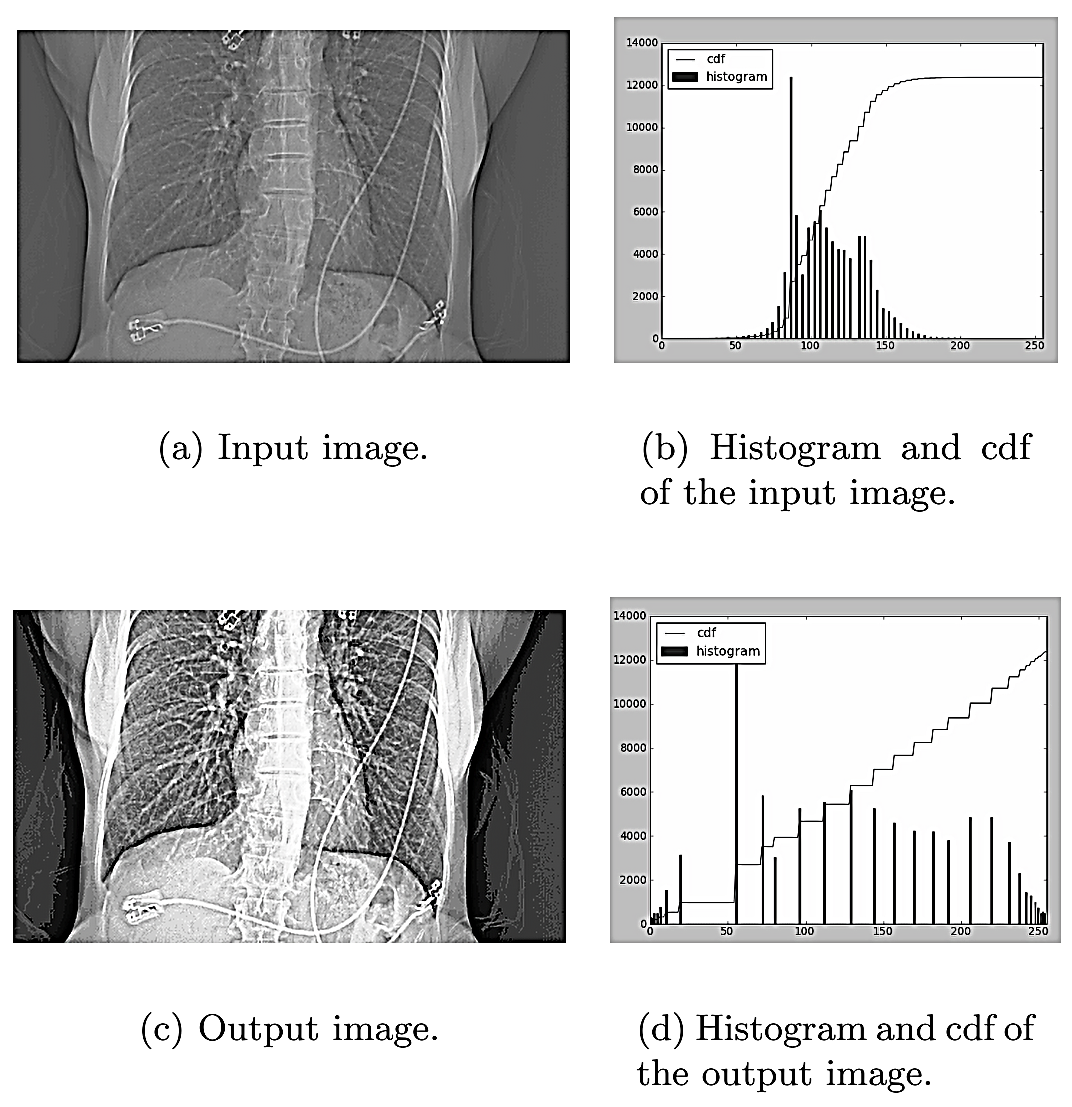 14000
12000
10000
8000
6000
4000
2000
0
cdf
histogram
0 50 100 150 200 250
(a) Input image.
(b) Histogram and cdf
of the input image.
14000
12000
10000
8000
6000
4000
2000
0
cdf
histogram
0 50 100 150 200 250
(c) Output image.
(d) Histogram and cdf of
the output image.